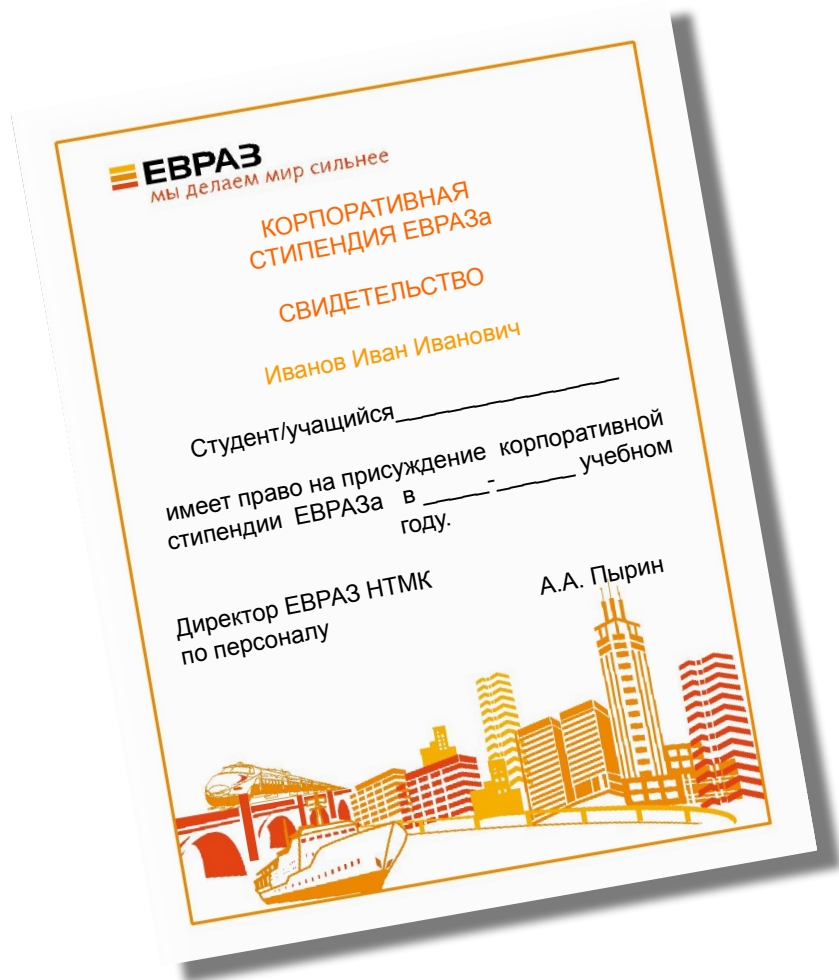 ЕВРАЗ
мы делаем мир сильнее
КОРПОРАТИВНАЯ
СТИПЕНДИЯ ЕВРАЗа
СВИДЕТЕЛЬСТВО
Иванов Иван Иванович
Студент/учащийся__________________
имеет право на присуждение корпоративной
стипендии ЕВРАЗа в _____-______ учебном
году.
Директор ЕВРАЗ НТМК А.А. Пырин
по персоналу